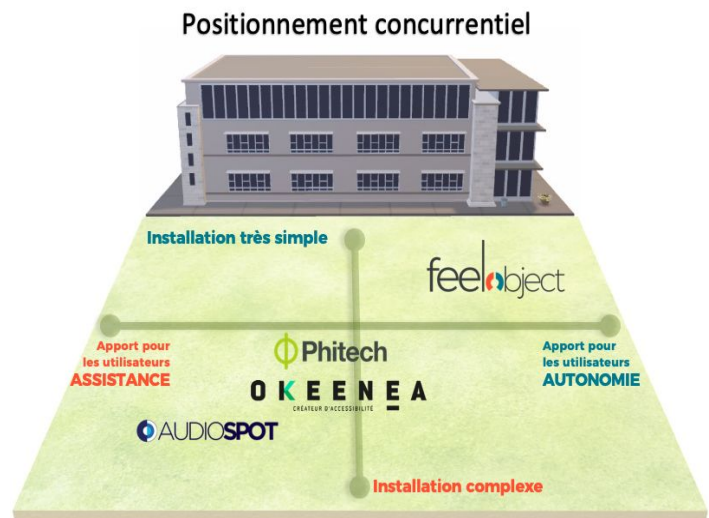 Positionnement concurrentiel
Installation très simple
feelobject
Apport pour
les utilisateurs
ASSISTANCE
Phitech
Apport pour
les utilisateurs
AUTONOMIE
OKEENEA
CRÉATEUR D'ACCESSIBILITÉ
AUDIOSPOT
Installation complexe